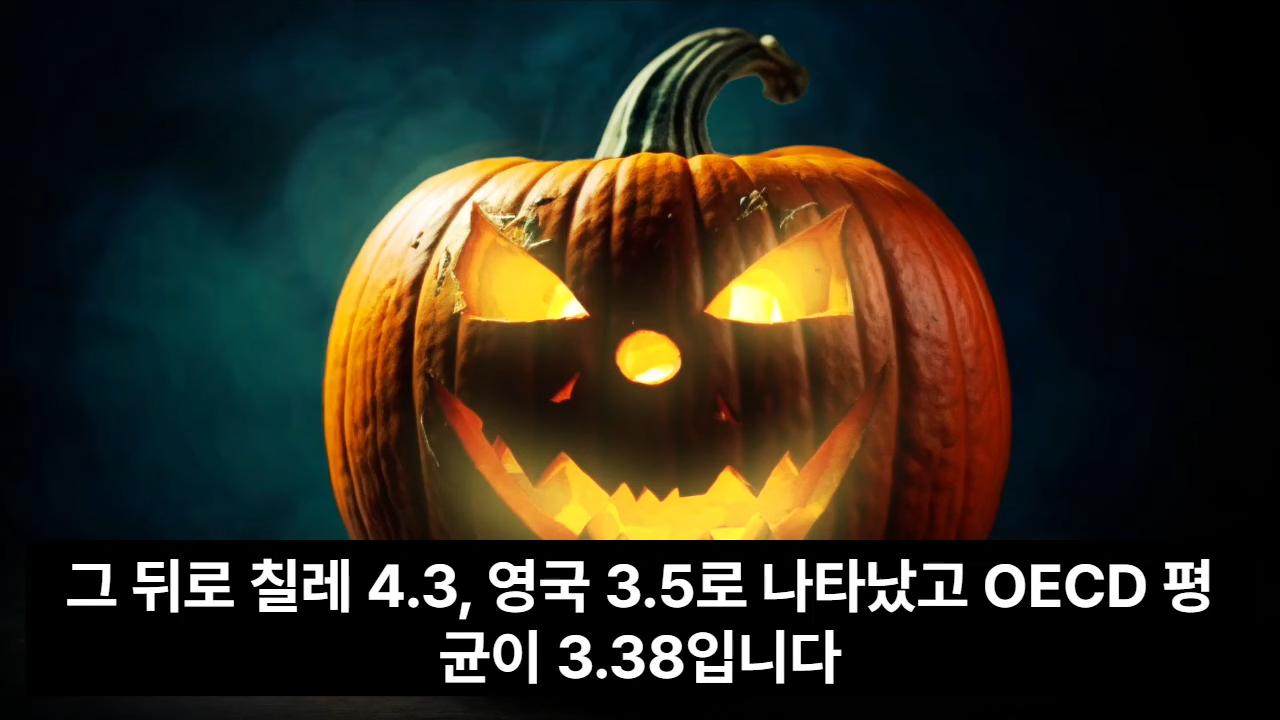 그 뒤로 칠레 4.3, 영국 3.5로 나타났고 OECD 평
균이 3.38입니다